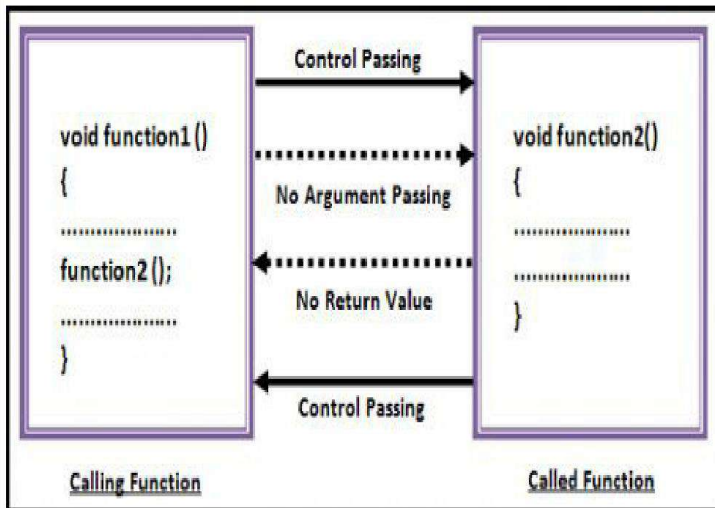 Control Passing
void function1 ()
{
....................
function2 ();
....................
}
No Argument Passing
No Return Value
Control Passing
void function2()
{
....................
....................
}
Calling Function
Called Function